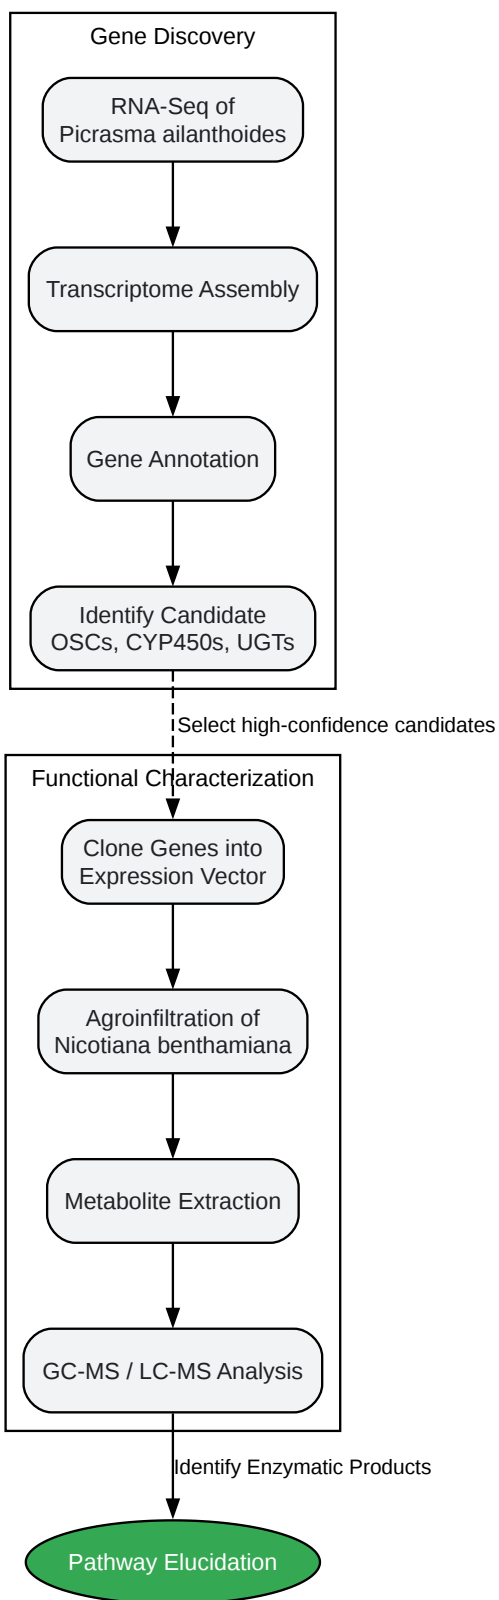 Gene Discovery
RNA-Seq of
Picrasma ailanthoides
Transcriptome Assembly
Gene Annotation
Identify Candidate
OSCs, CYP450s, UGTs
Select high-confidence candidates
Functional Characterization
Clone Genes into
Expression Vector
Agroinfiltration of
Nicotiana benthamiana
Metabolite Extraction
GC-MS / LC-MS Analysis
Identify Enzymatic Products
Pathway Elucidation